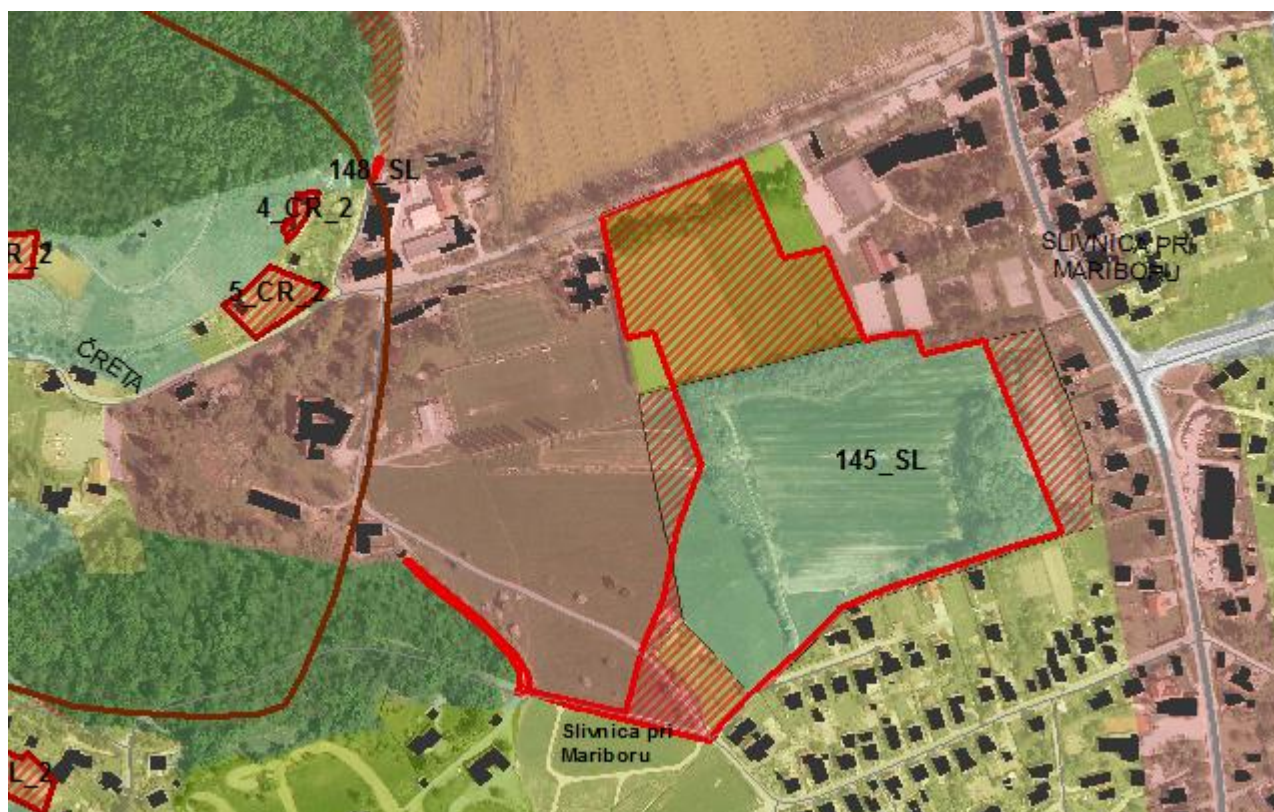 148_SL
4_CR_2
R_2
5_CR_2
SLIVNICA PRI
MARIBORU
ČRETA
145_SL
Slivnica pri
Mariboru
L_2